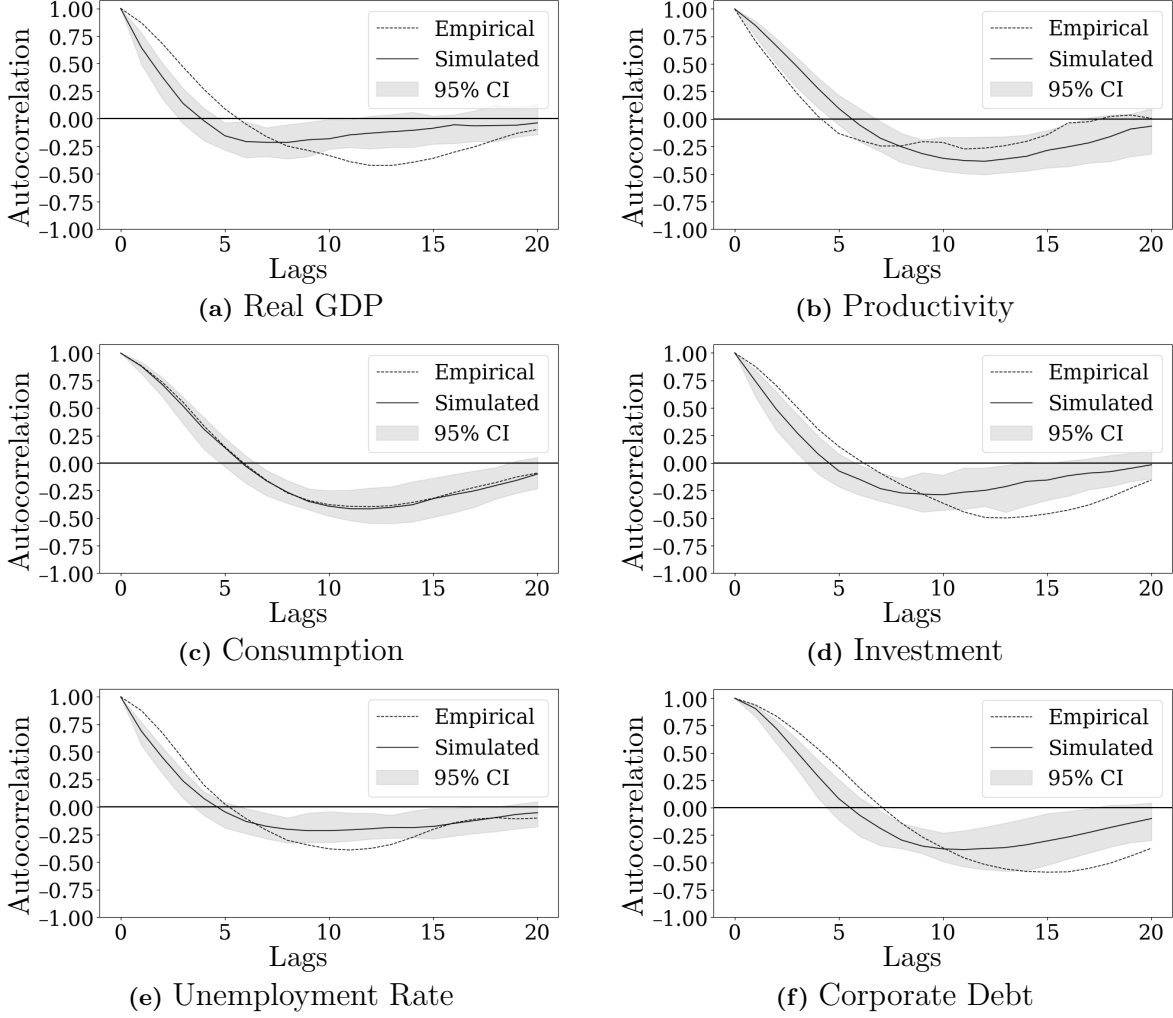 1.00
0.75
0.50
0.25
0.00
–0.25
–0.50
–0.75
–1.00
Autocorrelation
Empirical
Simulated
95% CI
0 5 10 15 20
Lags
(a) Real GDP
1.00
0.75
0.50
0.25
0.00
–0.25
–0.50
–0.75
–1.00
Autocorrelation
Empirical
Simulated
95% CI
0 5 10 15 20
Lags
(b) Productivity
1.00
0.75
0.50
0.25
0.00
–0.25
–0.50
–0.75
–1.00
Autocorrelation
Empirical
Simulated
95% CI
0 5 10 15 20
Lags
(c) Consumption
1.00
0.75
0.50
0.25
0.00
–0.25
–0.50
–0.75
–1.00
Autocorrelation
Empirical
Simulated
95% CI
0 5 10 15 20
Lags
(d) Investment
1.00
0.75
0.50
0.25
0.00
–0.25
–0.50
–0.75
–1.00
Autocorrelation
Empirical
Simulated
95% CI
0 5 10 15 20
Lags
(e) Unemployment Rate
1.00
0.75
0.50
0.25
0.00
–0.25
–0.50
–0.75
–1.00
Autocorrelation
Empirical
Simulated
95% CI
0 5 10 15 20
Lags
(f) Corporate Debt